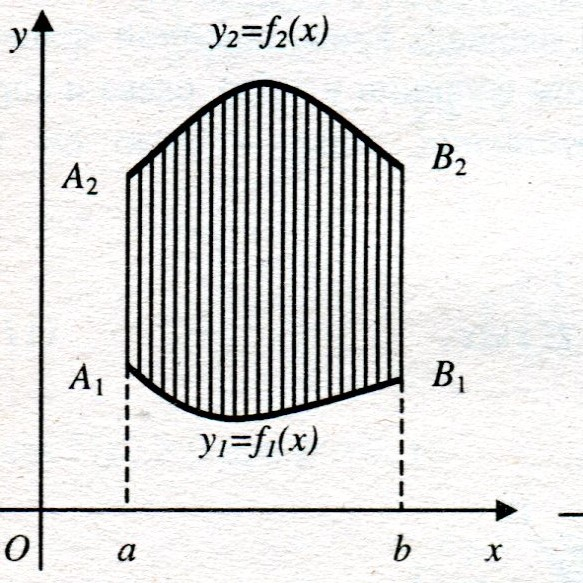 y
y₂=f₂(x)
A₂
B₂
A₁
B₁
y₁=f₁(x)
O
a
b
x